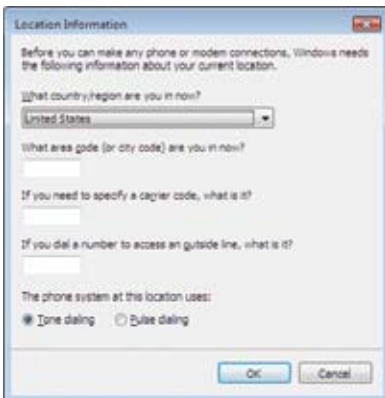 Location Information
Before you can make any phone or modem connections, Windows needs
the following information about your current location.
What country/region are you in now?
United States
What area code (or city code) are you in now?
If you need to specify a carrier code, what is it?
If you dial a number to access an outside line, what is it?
The phone system at this location uses:
Tone dialing Pulse dialing
OK Cancel